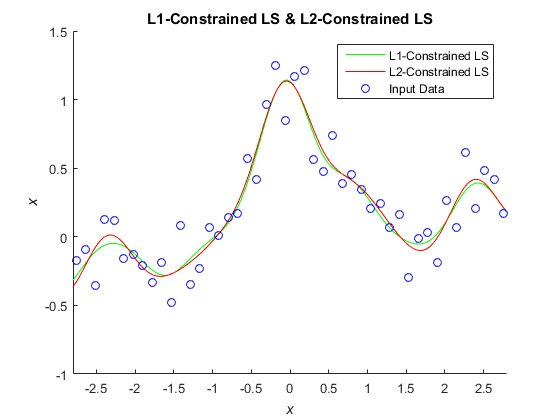 L1-Constrained LS & L2-Constrained LS
1.5
1
0.5
0
-0.5
-1
x
L1-Constrained LS
L2-Constrained LS
Input Data
-2.5 -2 -1.5 -1 -0.5 0 0.5 1 1.5 2 2.5
x